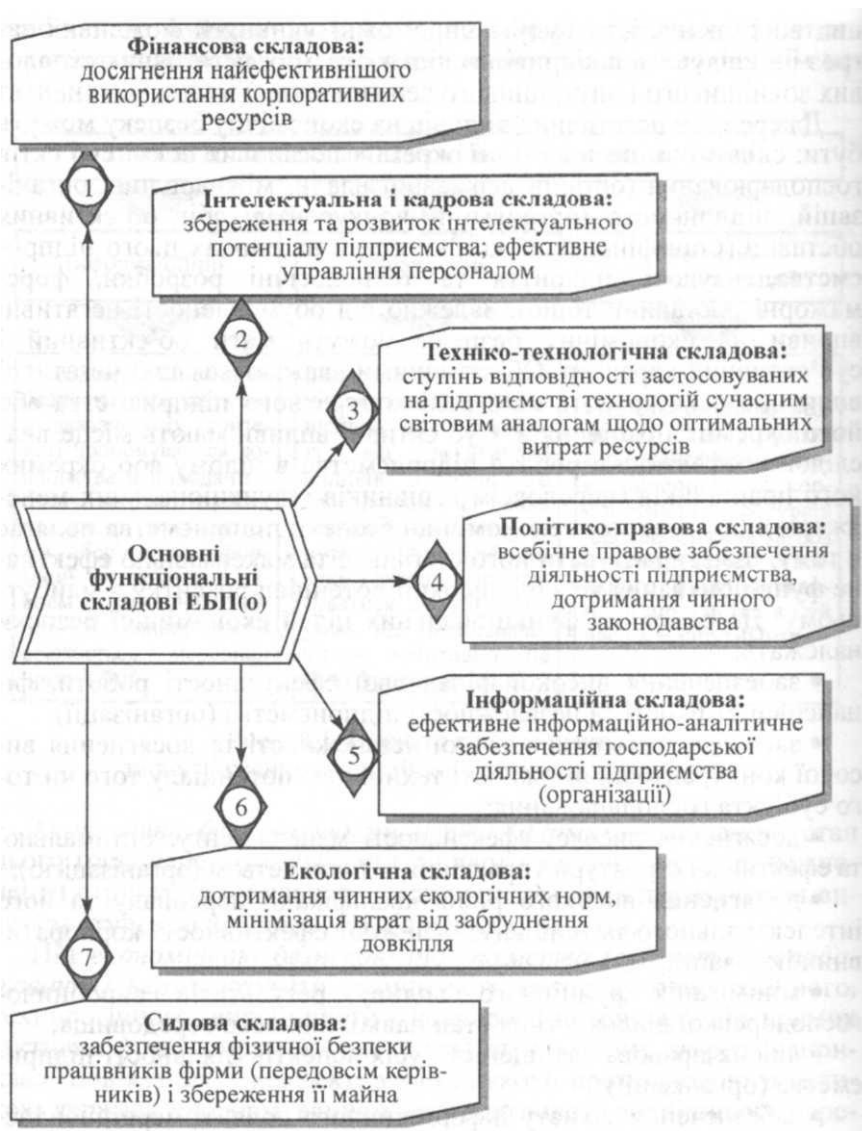 Фінансова складова:
досягнення найефективнішого
використання корпоративних
ресурсів
1
Інтелектуальна і кадрова складова:
збереження та розвиток інтелектуального
потенціалу підприємства; ефективне
управління персоналом
2
Техніко-технологічна складова:
ступінь відповідності застосовуваних
на підприємстві технологій сучасним
світовим аналогам щодо оптимальних
витрат ресурсів
3
Політико-правова складова:
всебічне правове забезпечення
діяльності підприємства,
дотримання чинного
законодавства
4
Основні
функціональні
складові ЕБП(о)
Інформаційна складова:
ефективне інформаційно-аналітичне
забезпечення господарської
діяльності підприємства
(організації)
5
6
Екологічна складова:
дотримання чинних екологічних норм,
мінімізація втрат від забруднення
довкілля
7
Силова складова:
забезпечення фізичної безпеки
працівників фірми (передовсім керів-
ників) і збереження її майна